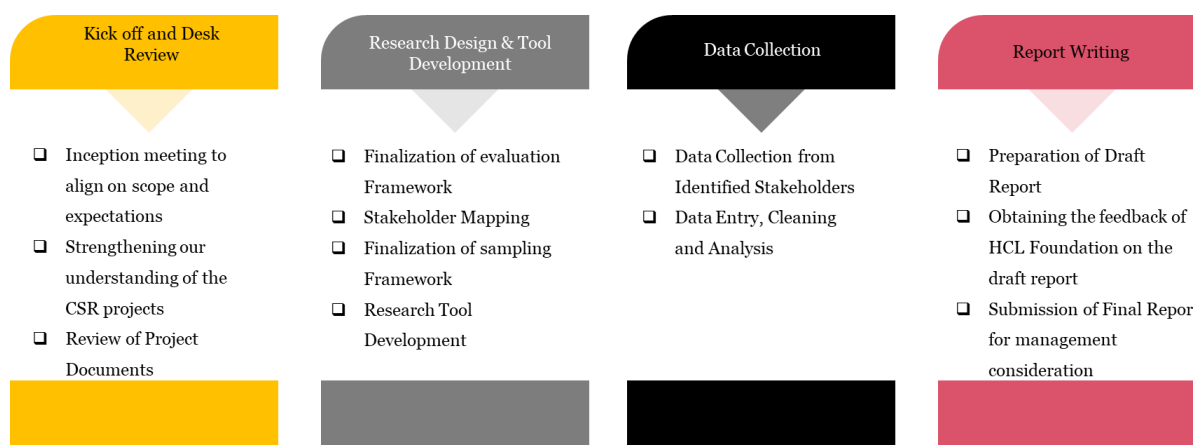 Kick off and Desk
Review
Inception meeting to
align on scope and
expectations
Strengthening our
understanding of the
CSR projects
Review of Project
Documents
Research Design & Tool
Development
Finalization of evaluation
Framework
Stakeholder Mapping
Finalization of sampling
Framework
Research Tool
Development
Data Collection
Data Collection from
Identified Stakeholders
Data Entry, Cleaning
and Analysis
Report Writing
Preparation of Draft
Report
Obtaining the feedback of
HCL Foundation on the
draft report
Submission of Final Report
for management
consideration